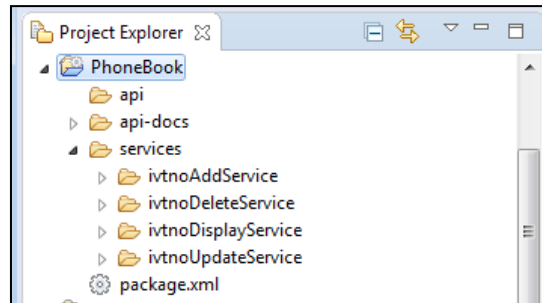 Project Explorer
PhoneBook
api
api-docs
services
ivtnoAddService
ivtnoDeleteService
ivtnoDisplayService
ivtnoUpdateService
package.xml